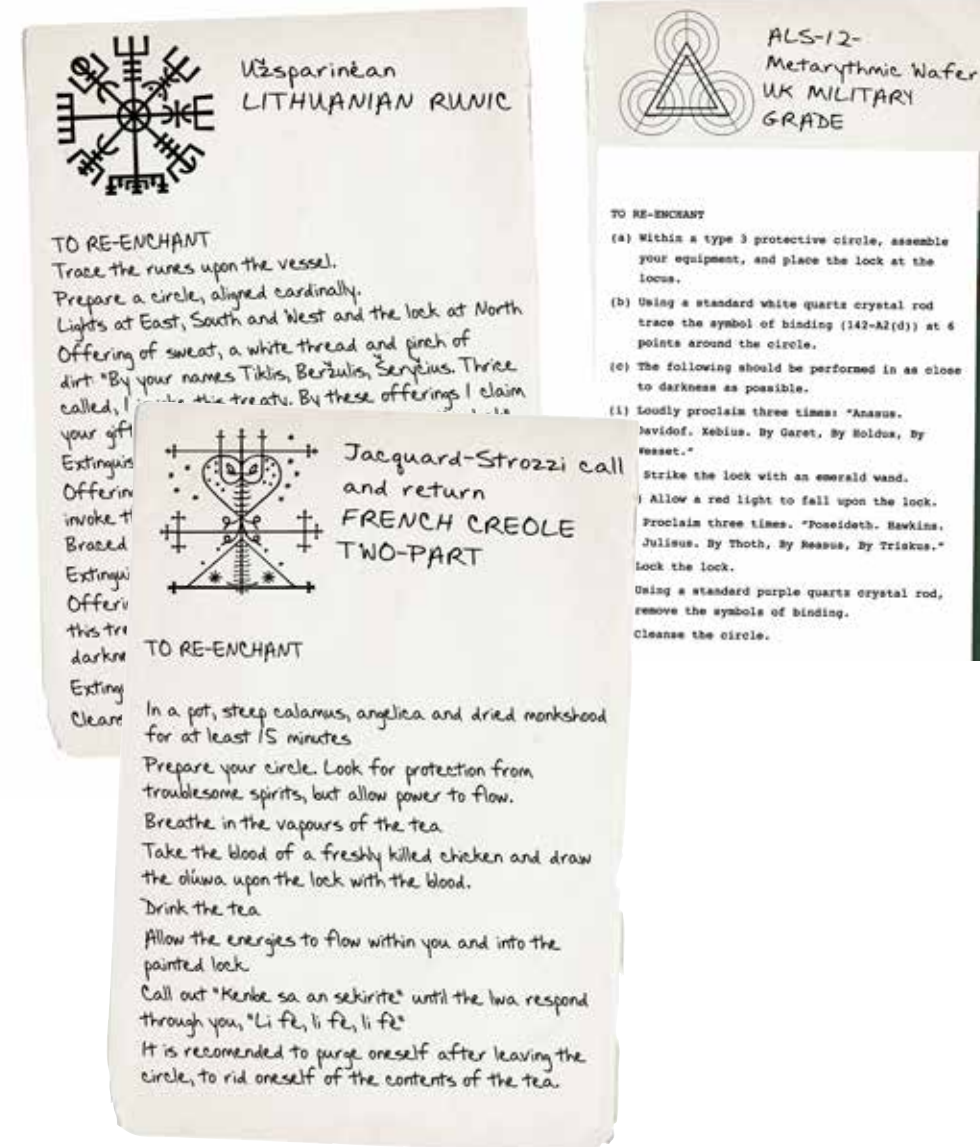 Užsparinėan
LITHUANIAN RUNIC
TO RE-ENCHANT
Trace the runes upon the vessel.
Prepare a circle, aligned cardinally.
Lights at East, South and West and the lock at North
Offering of sweat, a white thread and pinch of
dirt "By your names Tiklis, Beržulis, Šeryčius. Thrice
called, I this treaty. By these offerings I claim
your gift
Extinguis
Offerin
invoke th
Braced
Extingui
Offeri
this tre
darkne
Exting
Cleans
ALS-12-
Metarythmic Wafer
UK MILITARY
GRADE
TO RE-ENCHANT
(a) Within a type 3 protective circle, assemble
your equipment, and place the lock at the
locus.
(b) Using a standard white quartz crystal rod
trace the symbol of binding (142-A2(d)) at 6
points around the circle.
(c) The following should be performed in as close
to darkness as possible.
(i) Loudly proclaim three times: "Anasus.
Davidof. Xebius. By Garet, By Holdus, By
Wesset."
Strike the lock with an emerald wand.
) Allow a red light to fall upon the lock.
Proclaim three times. "Poseideth. Hawkins.
Julisus. By Thoth, By Reasus, By Triskus."
Lock the lock.
Using a standard purple quartz crystal rod,
remove the symbols of binding.
Cleanse the circle.
Jacquard-Strozzi call
and return
FRENCH CREOLE
TWO-PART
TO RE-ENCHANT
In a pot, steep calamus, angelica and dried monkshood
for at least 15 minutes
Prepare your circle. Look for protection from
troublesome spirits, but allow power to flow.
Breathe in the vapours of the tea
Take the blood of a freshly killed chicken and draw
the olúwa upon the lock with the blood.
Drink the tea
Allow the energies to flow within you and into the
painted lock
Call out "Kenbe sa an sekirite" until the lwa respond
through you, "Li fè, li fè, li fè"
It is recomended to purge oneself after leaving the
circle, to rid oneself of the contents of the tea.